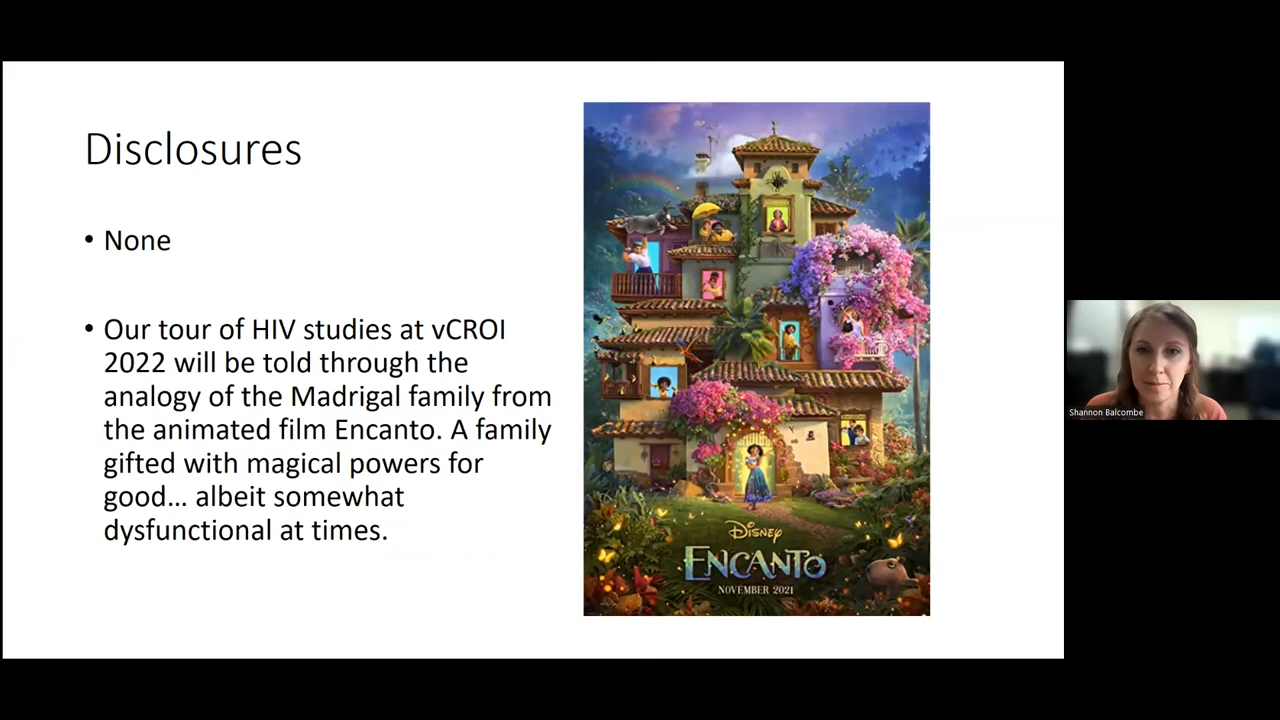 Disclosures
• None
• Our tour of HIV studies at vCROI
2022 will be told through the
analogy of the Madrigal family from
the animated film Encanto. A family
gifted with magical powers for
good… albeit somewhat
dysfunctional at times.
Disney
ENCANTO
NOVEMBER 2021
Shannon Balcombe